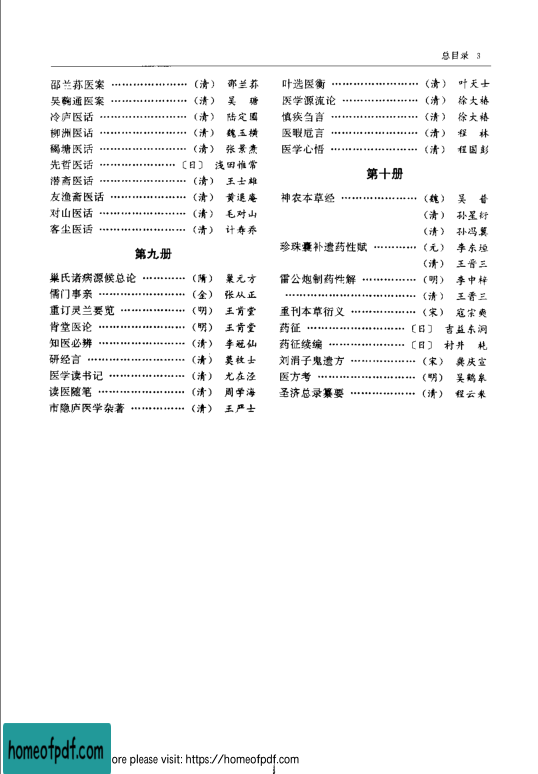 总目录 3
邵兰荪医案 …………………（清） 邵兰荪
吴鞠通医案 …………………（清） 吴 瑭
冷庐医话 ……………………（清） 陆定圃
柳洲医话 ……………………（清） 魏玉横
馤塘医话 ……………………（清） 张景焘
先哲医话 …………………〔日〕 浅田惟常
潜斋医话 ……………………（清） 王士雄
友渔斋医话 …………………（清） 黄退庵
对山医话 ……………………（清） 毛对山
客尘医话 ……………………（清） 计寿乔
第九册
巢氏诸病源候总论 …………（隋） 巢元方
儒门事亲 ……………………（金） 张从正
重订灵兰要览 ………………（明） 王肯堂
肯堂医论 ……………………（明） 王肯堂
知医必辨 ……………………（清） 李冠仙
研经言 ………………………（清） 莫枚士
医学读书记 …………………（清） 尤在泾
读医随笔 ……………………（清） 周学海
市隐庐医学杂著 ……………（清） 王严士
叶选医衡 ……………………（清） 叶天士
医学源流论 …………………（清） 徐大椿
慎疾刍言 ……………………（清） 徐大椿
医暇卮言 ……………………（清） 程 林
医学心悟 ……………………（清） 程国彭
第十册
神农本草经 …………………（魏） 吴 普
（清） 孙星衍
（清） 孙冯翼
珍珠囊补遗药性赋 …………（元） 李东垣
（清） 王晋三
雷公炮制药性解 ……………（明） 李中梓
………………………………（清） 王晋三
重刊本草衍义 ………………（宋） 寇宗奭
药征 ………………………〔日〕 吉益东洞
药征续编 …………………〔日〕 村井 杶
刘涓子鬼遗方 ………………（宋） 龚庆宣
医方考 ………………………（明） 吴鹤皋
圣济总录纂要 ………………（清） 程云来
homeofpdf.com
ore please visit: https://homeofpdf.com